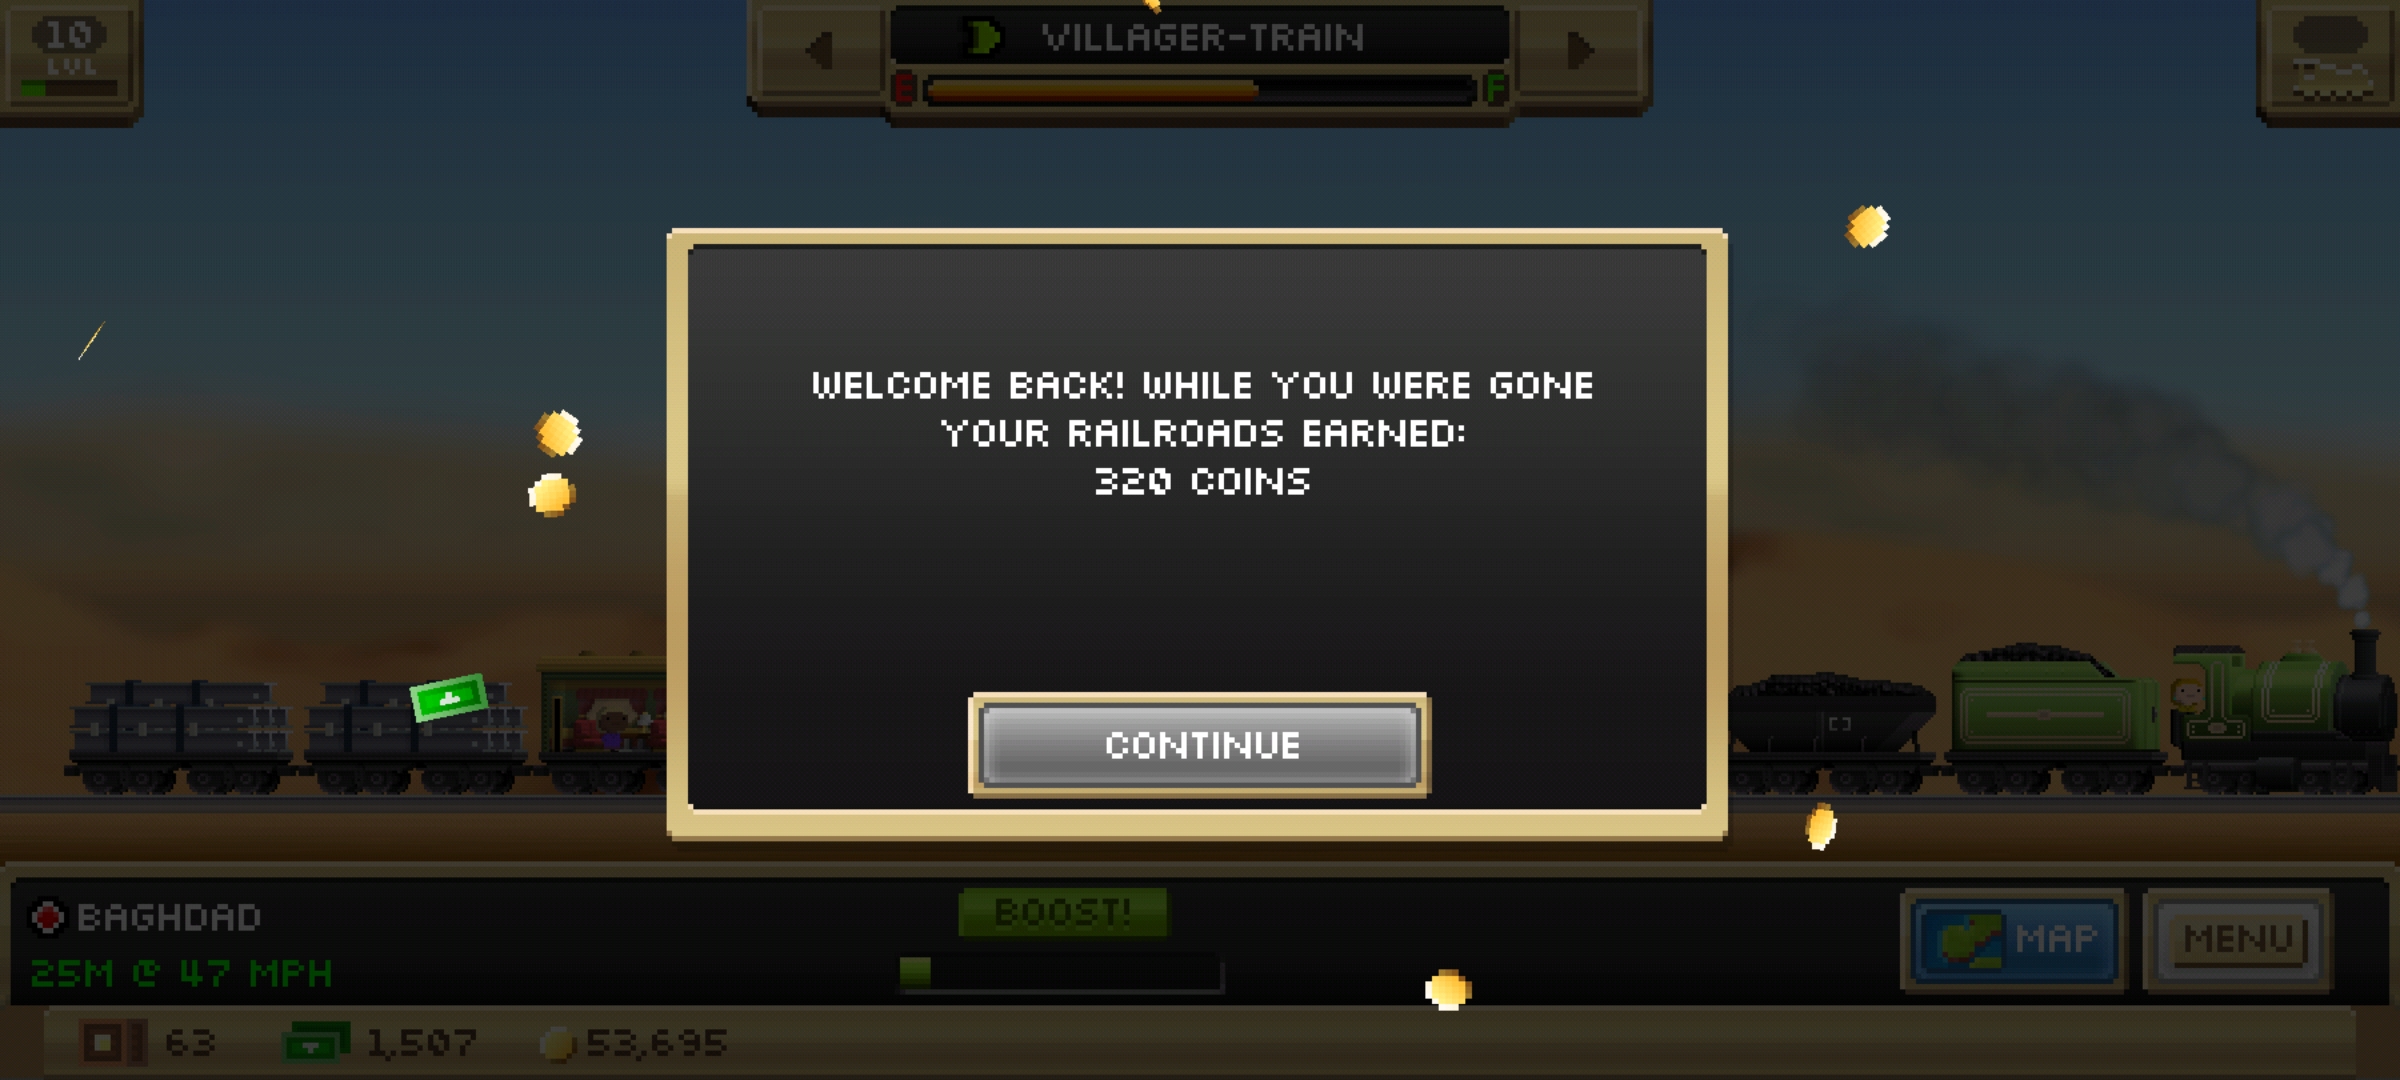 10
LVL
VILLAGER-TRAIN
E F
WELCOME BACK! WHILE YOU WERE GONE
YOUR RAILROADS EARNED:
320 COINS
CONTINUE
BAGHDAD
25M @ 47 MPH
BOOST!
MAP
MENU
63 1,507 53,695